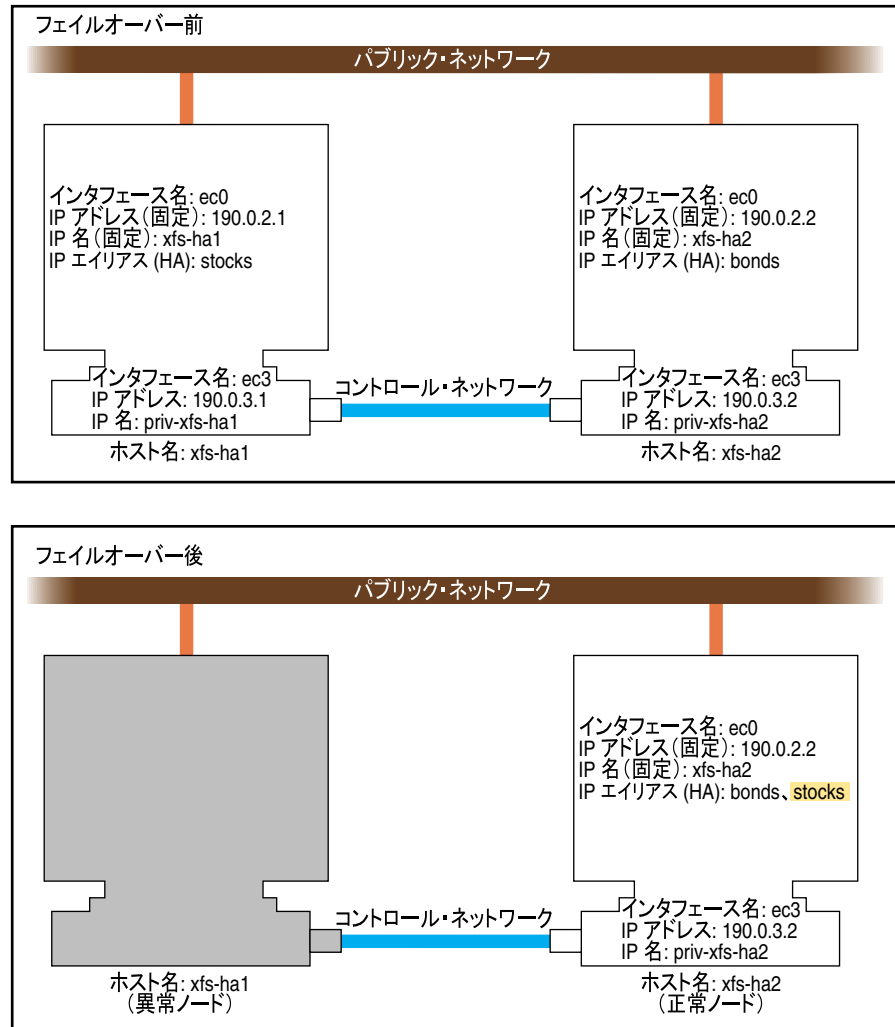 フェイルオーバー前
パブリック・ネットワーク
インタフェース名: ec0
IP アドレス(固定): 190.0.2.1
IP 名(固定): xfs-ha1
IP エイリアス (HA): stocks
インタフェース名: ec0
IP アドレス(固定): 190.0.2.2
IP 名(固定): xfs-ha2
IP エイリアス (HA): bonds
インタフェース名: ec3
IP アドレス: 190.0.3.1
IP 名: priv-xfs-ha1
コントロール・ネットワーク
インタフェース名: ec3
IP アドレス: 190.0.3.2
IP 名: priv-xfs-ha2
ホスト名: xfs-ha1
ホスト名: xfs-ha2
フェイルオーバー後
パブリック・ネットワーク
インタフェース名: ec0
IP アドレス(固定): 190.0.2.2
IP 名(固定): xfs-ha2
IP エイリアス (HA): bonds、stocks
コントロール・ネットワーク
インタフェース名: ec3
IP アドレス: 190.0.3.2
IP 名: priv-xfs-ha2
ホスト名: xfs-ha1
(異常ノード)
ホスト名: xfs-ha2
(正常ノード)